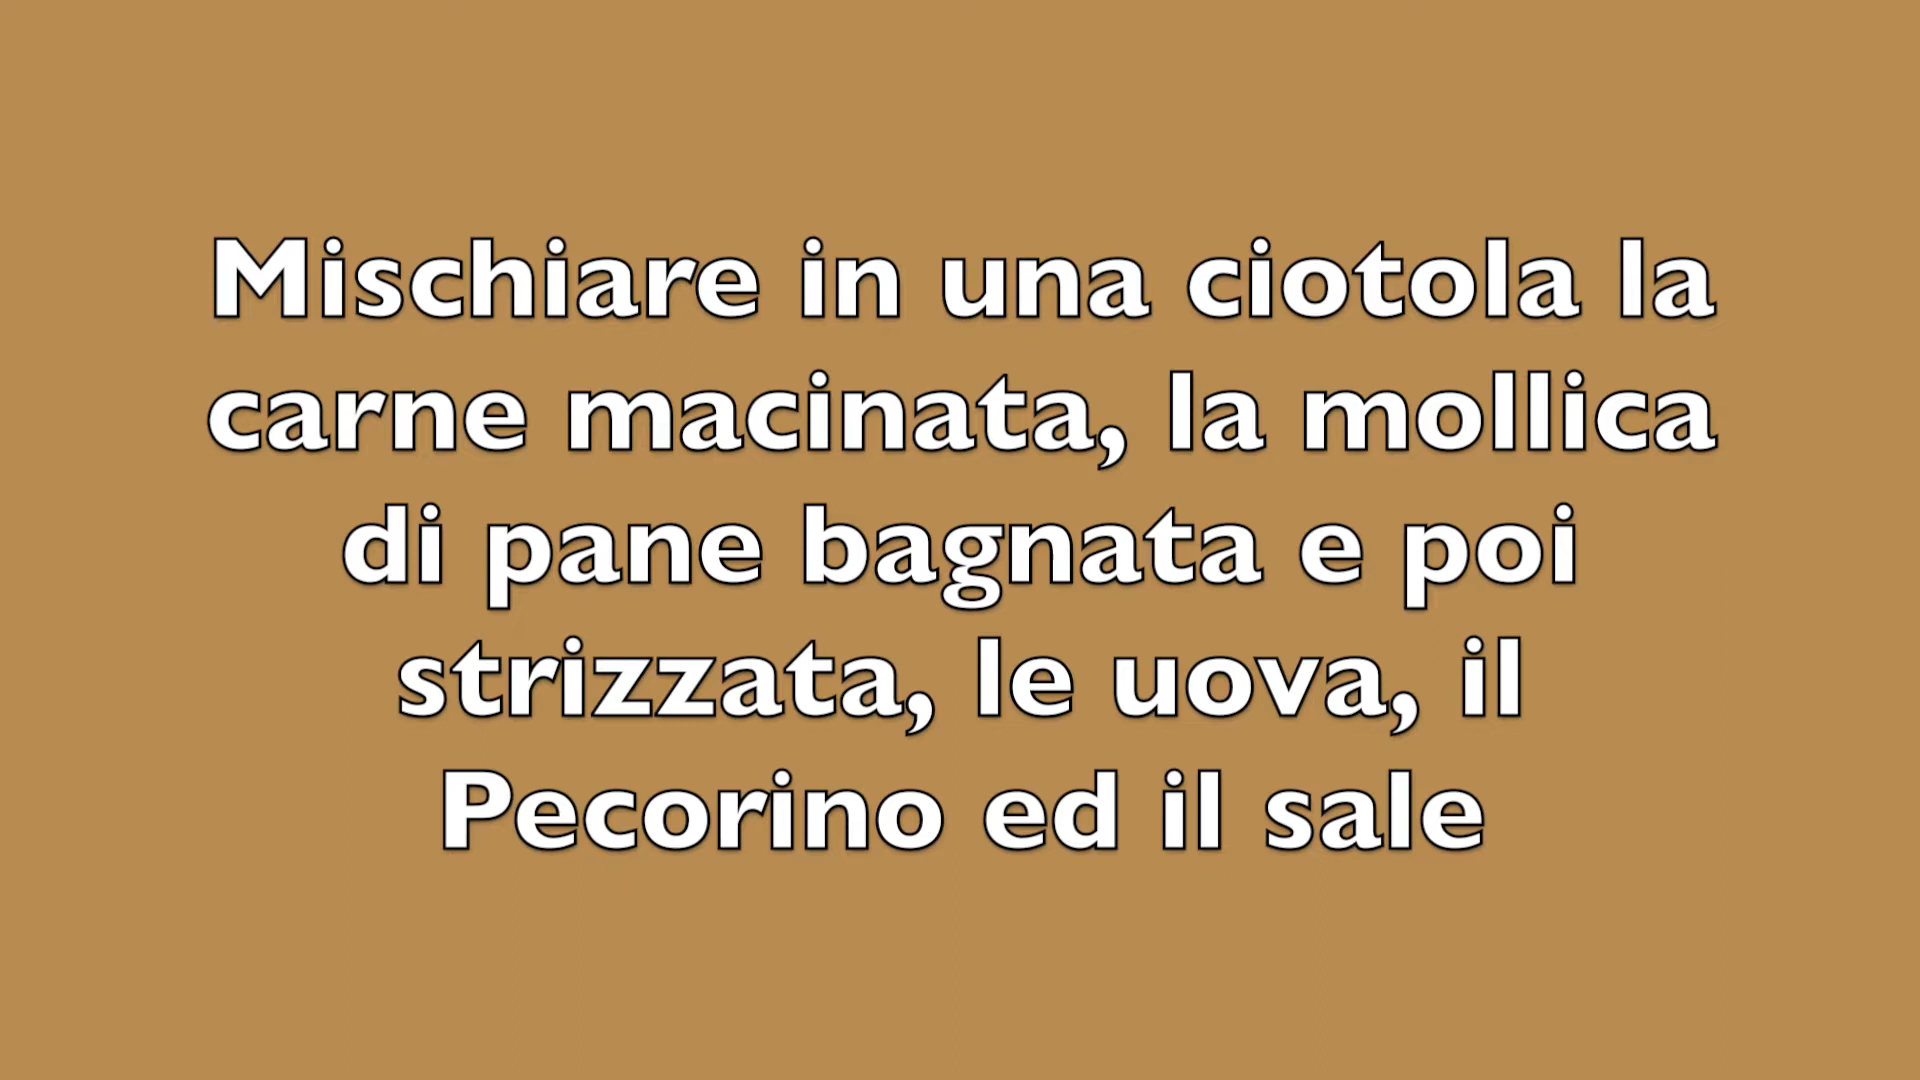 Mischiare in una ciotola la
carne macinata, la mollica
di pane bagnata e poi
strizzata, le uova, il
Pecorino ed il sale